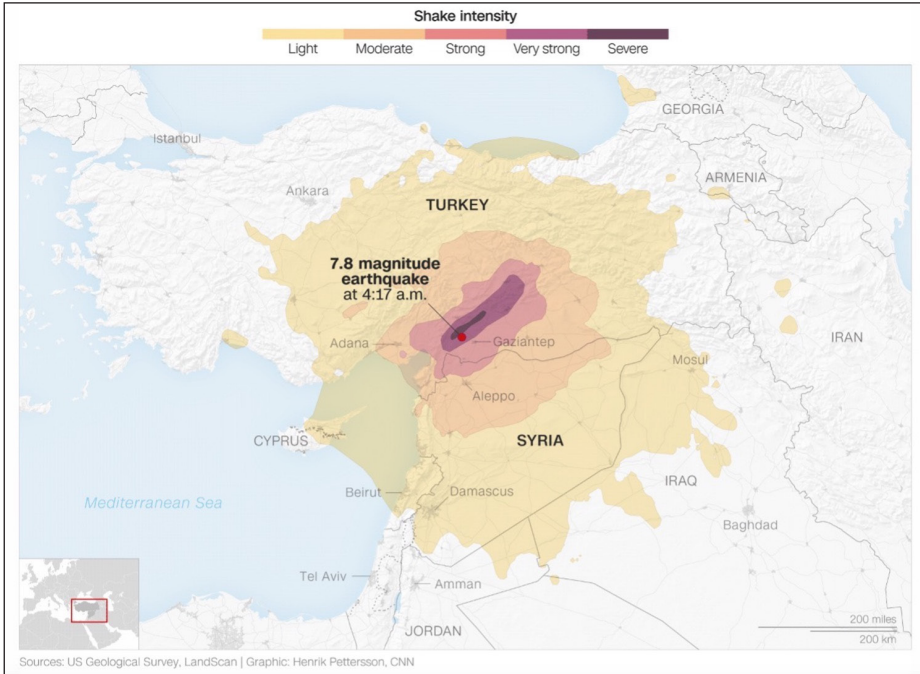 Shake intensity
Light Moderate Strong Very strong Severe
GEORGIA
Istanbul
ARMENIA
Ankara
TURKEY
7.8 magnitude
earthquake
at 4:17 a.m.
IRAN
Adana
Gaziantep
Mosul
Aleppo
CYPRUS
SYRIA
IRAQ
Beirut
Damascus
Mediterranean Sea
Baghdad
Tel Aviv
Amman
200 miles
JORDAN
200 km
Sources: US Geological Survey, LandScan | Graphic: Henrik Pettersson, CNN